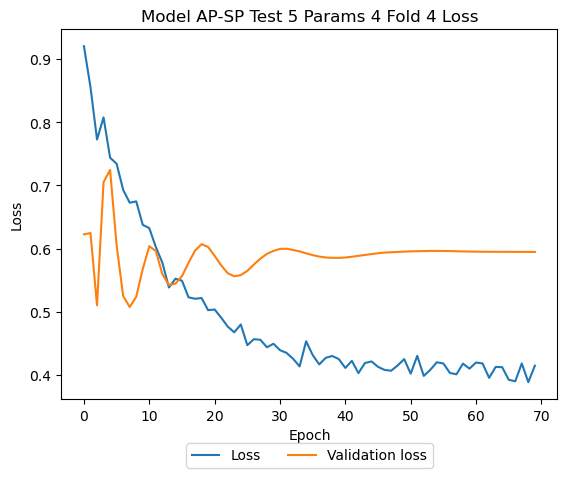 Model AP-SP Test 5 Params 4 Fold 4 Loss
Loss
0.9
0.8
0.7
0.6
0.5
0.4
0 10 20 30 40 50 60 70
Epoch
Loss Validation loss